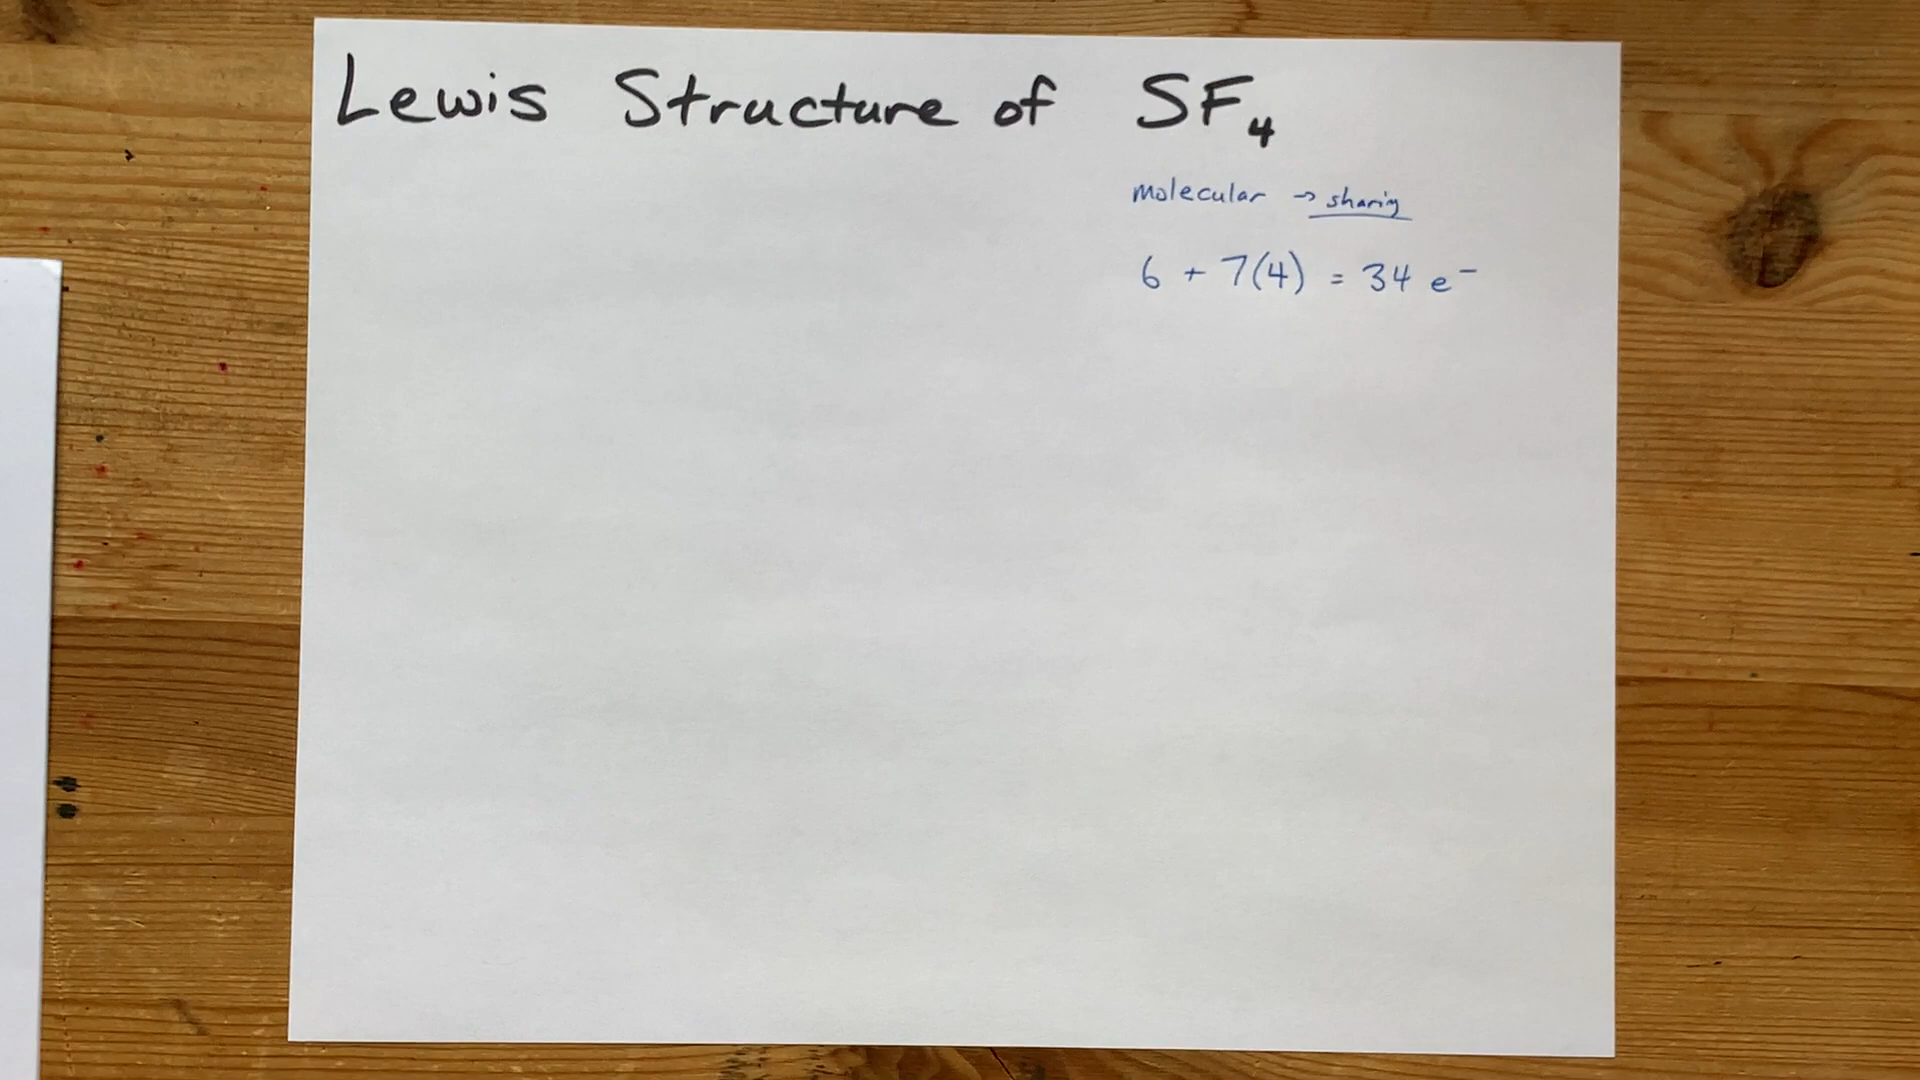 Lewis Structure of SF₄
molecular → sharing
6 + 7(4) = 34 e⁻